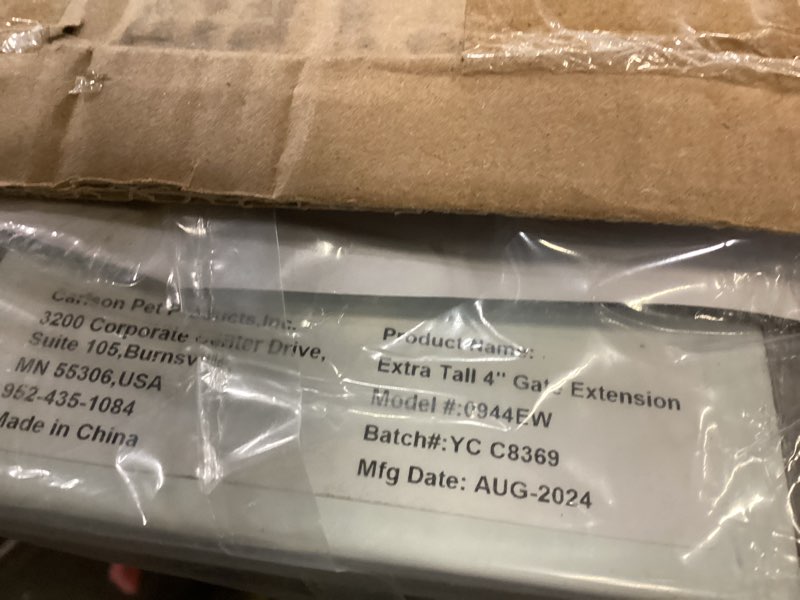 Carlson Pet Products,Inc.
3200 Corporate Center Drive,
Suite 105,Burnsville,
MN 55306,USA
952-435-1084
Made in China
Product Name:
Extra Tall 4" Gate Extension
Model #:0944EW
Batch#:YC C8369
Mfg Date: AUG-2024